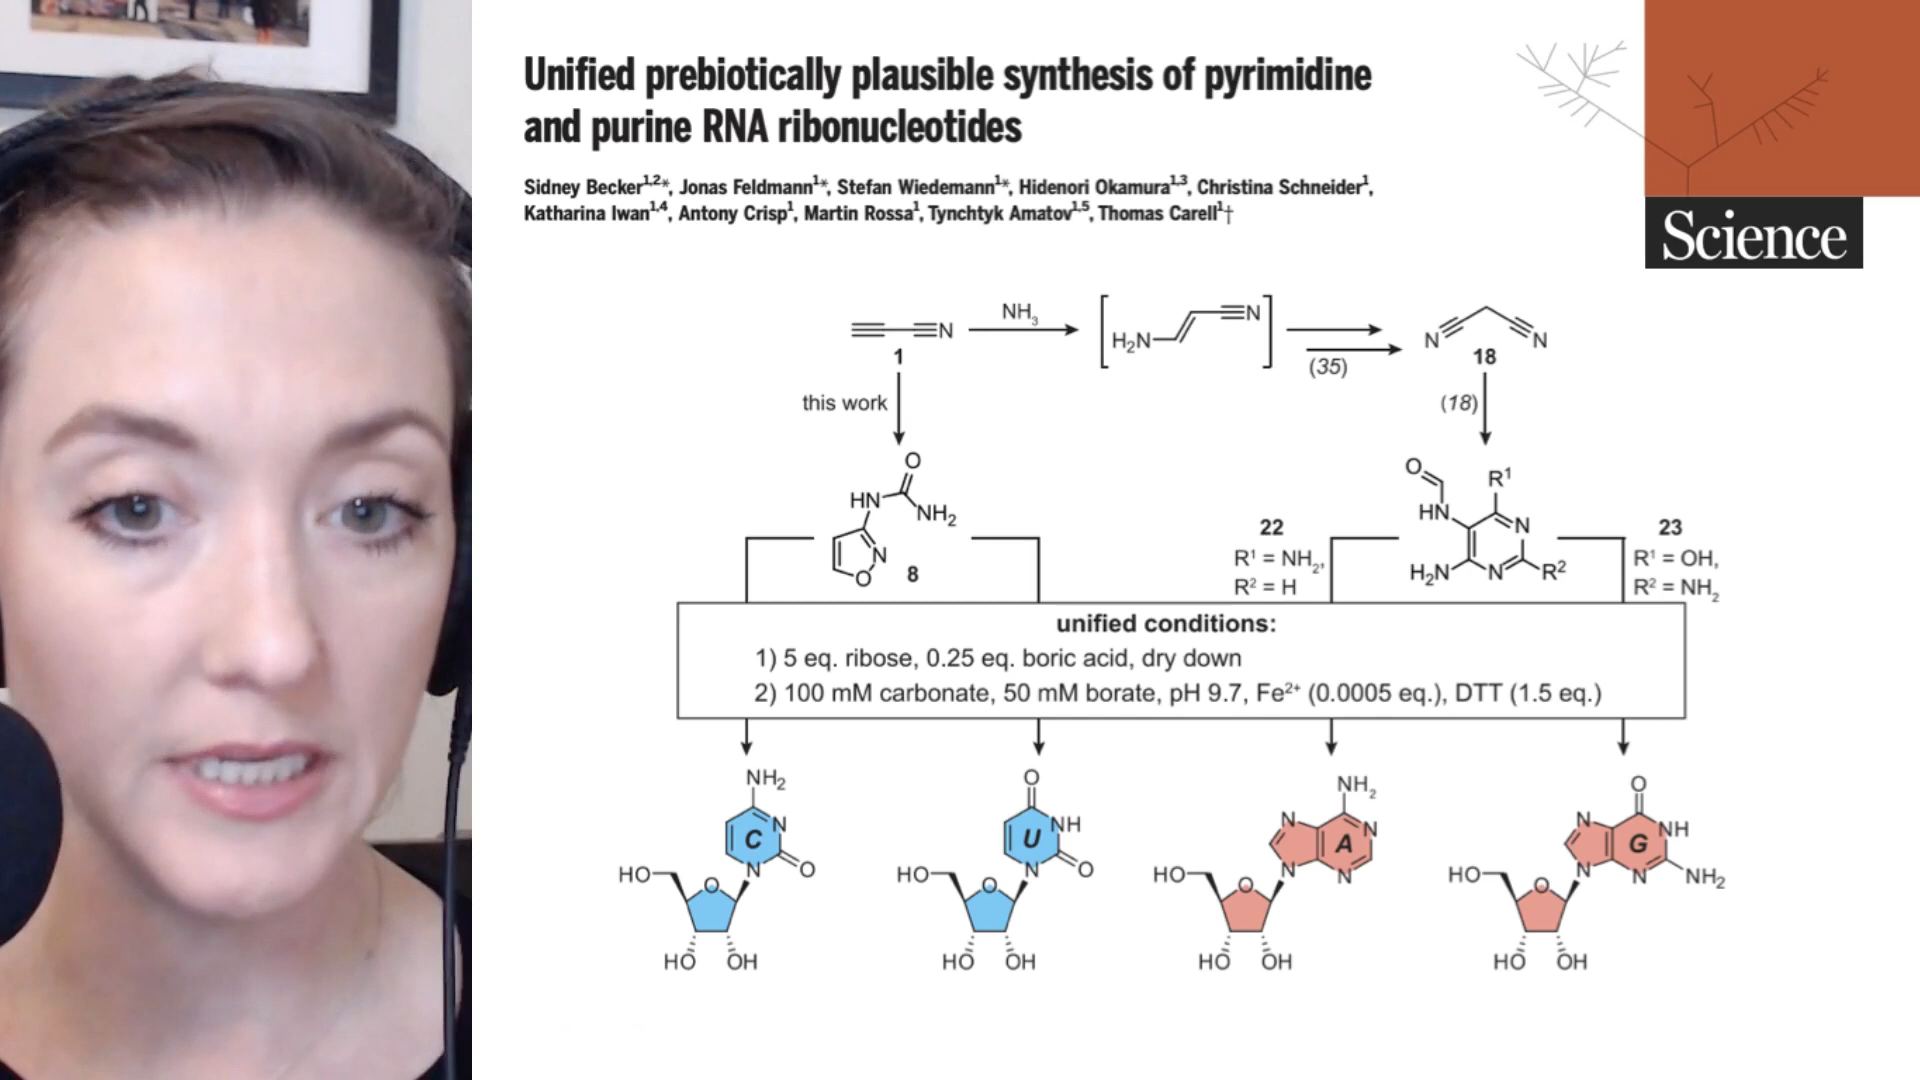 Unified prebiotically plausible synthesis of pyrimidine
and purine RNA ribonucleotides
Sidney Becker1,2*, Jonas Feldmann1*, Stefan Wiedemann1*, Hidenori Okamura1,3, Christina Schneider1,
Katharina Iwan1,4, Antony Crisp1, Martin Rossa1, Tynchtyk Amatov1,5, Thomas Carell1†
Science
N
1
NH3
H2N
N
(35)
N
N
18
this work
(18)
O
HN
NH2
N
O
8
O
R1
HN
N
H2N
N
R2
22
R1 = NH2,
R2 = H
23
R1 = OH,
R2 = NH2
unified conditions:
1) 5 eq. ribose, 0.25 eq. boric acid, dry down
2) 100 mM carbonate, 50 mM borate, pH 9.7, Fe2+ (0.0005 eq.), DTT (1.5 eq.)
NH2
N
C
N
O
HO
O
HO
OH
O
NH
U
N
O
HO
O
HO
OH
NH2
N
N
A
N
N
HO
O
HO
OH
O
N
NH
G
N
N
NH2
HO
O
HO
OH